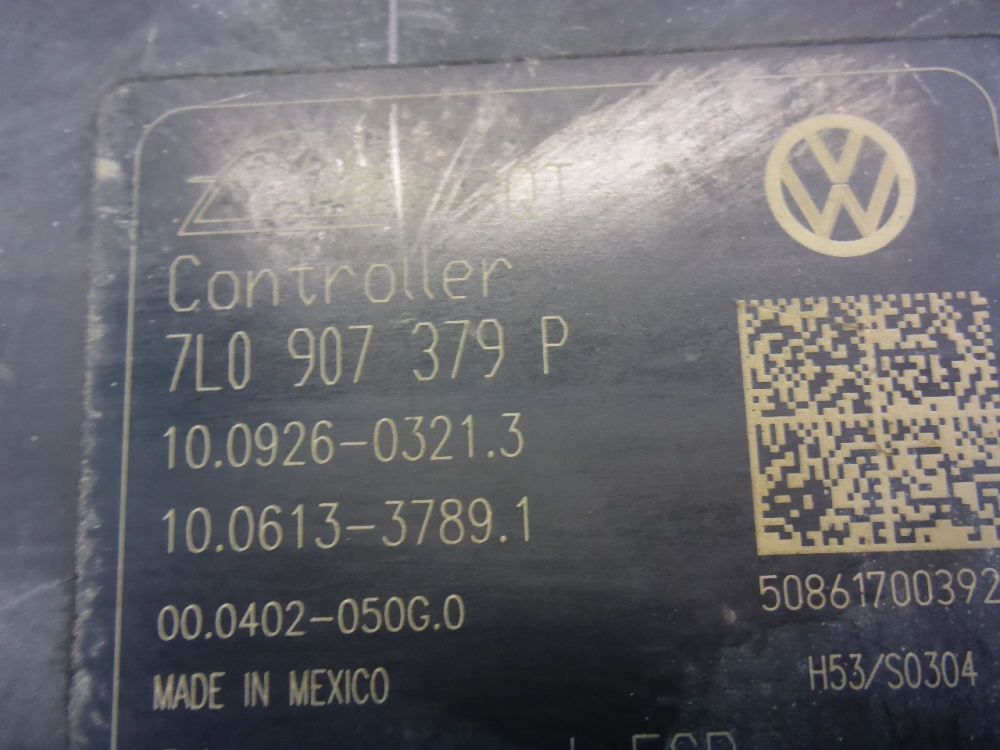 Controller
7L0 907 379 P
10.0926-0321.3
10.0613-3789.1
50861700392
00.0402-050G.0
H53/S0304
MADE IN MEXICO